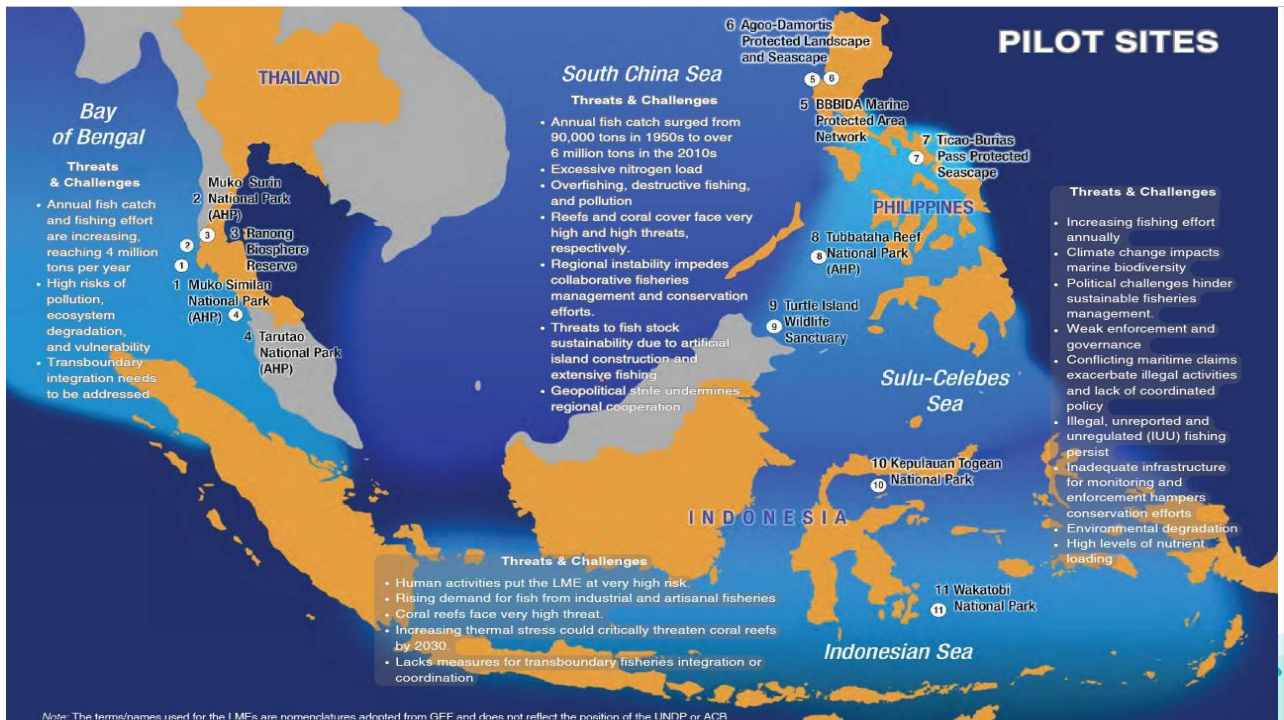 PILOT SITES
THAILAND
Bay
of Bengal
Threats
& Challenges
• Annual fish catch
and fishing effort
are increasing,
reaching 4 million
tons per year
• High risks of
pollution,
ecosystem
degradation,
and vulnerability
• Transboundary
integration needs
to be addressed
Muko Surin
2 National Park
(AHP)
3
3 Ranong
Biosphere
Reserve
2
1
1 Muko Similan
National Park
(AHP)
4
4 Tarutao
National Park
(AHP)
South China Sea
Threats & Challenges
• Annual fish catch surged from
90,000 tons in 1950s to over
6 million tons in the 2010s
• Excessive nitrogen load
• Overfishing, destructive fishing,
and pollution
• Reefs and coral cover face very
high and high threats,
respectively.
• Regional instability impedes
collaborative fisheries
management and conservation
efforts.
• Threats to fish stock
sustainability due to artificial
island construction and
extensive fishing
• Geopolitical strife undermines
regional cooperation
6 Agoo-Damortis
Protected Landscape
and Seascape
5 6
5 BBBIDA Marine
Protected Area
Network
7 Ticao-Burias
Pass Protected
Seascape
7
PHILIPPINES
8 Tubbataha Reef
National Park
(AHP)
8
9 Turtle Island
Wildlife
Sanctuary
9
Sulu-Celebes
Sea
Threats & Challenges
• Increasing fishing effort
annually
• Climate change impacts
marine biodiversity
• Political challenges hinder
sustainable fisheries
management.
• Weak enforcement and
governance
• Conflicting maritime claims
exacerbate illegal activities
and lack of coordinated
policy
• Illegal, unreported and
unregulated (IUU) fishing
persist
• Inadequate infrastructure
for monitoring and
enforcement hampers
conservation efforts
• Environmental degradation
• High levels of nutrient
loading
10 Kepulauan Togean
National Park
10
INDONESIA
11 Wakatobi
National Park
11
Indonesian Sea
Threats & Challenges
• Human activities put the LME at very high risk.
• Rising demand for fish from industrial and artisanal fisheries
• Coral reefs face very high threat.
• Increasing thermal stress could critically threaten coral reefs
by 2030.
• Lacks measures for transboundary fisheries integration or
coordination
Note: The terms/names used for the LMEs are nomenclatures adopted from GEF and does not reflect the position of the UNDP or ACB